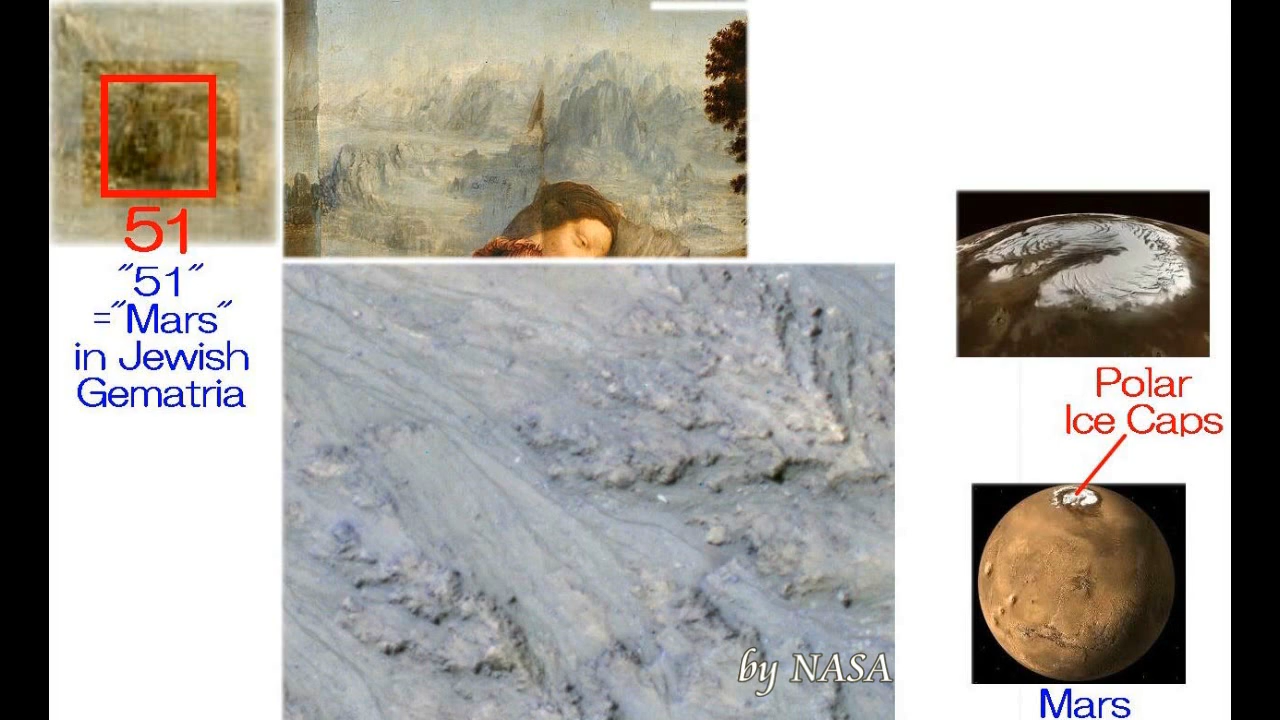 51
"51"
="Mars"
in Jewish
Gematria
by NASA
Polar
Ice Caps
Mars